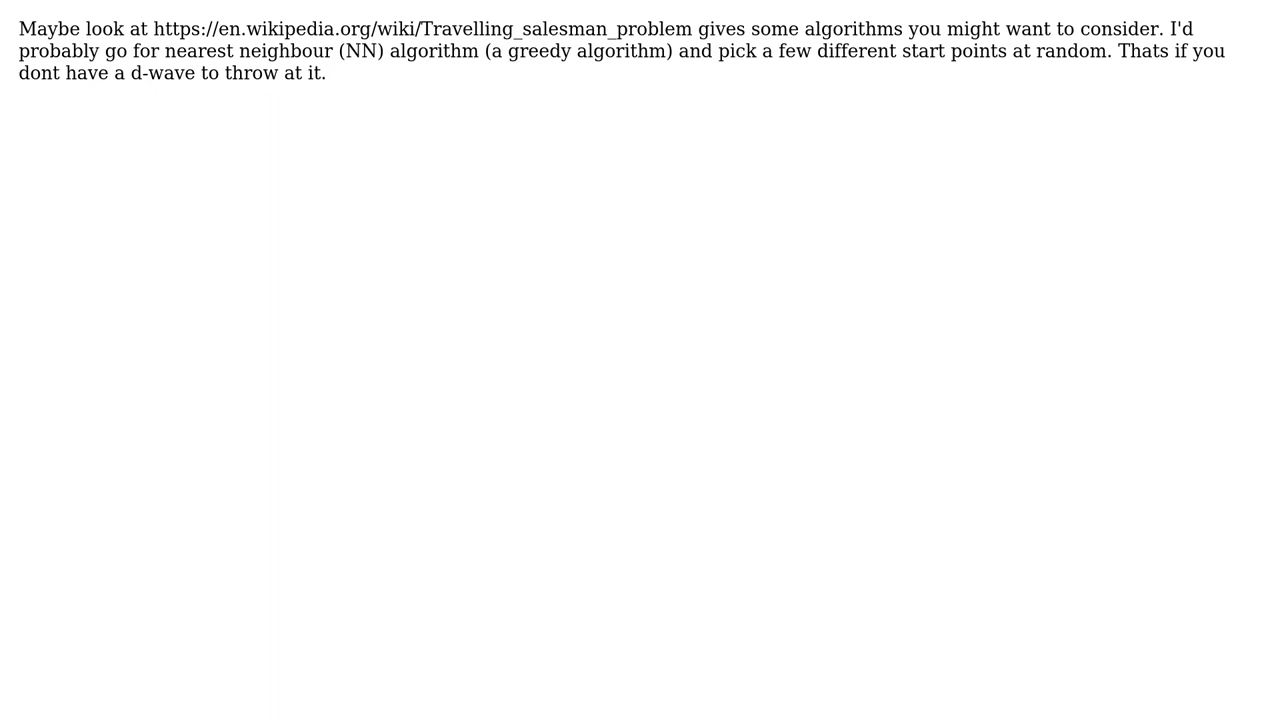 Maybe look at https://en.wikipedia.org/wiki/Travelling_salesman_problem gives some algorithms you might want to consider. I'd
probably go for nearest neighbour (NN) algorithm (a greedy algorithm) and pick a few different start points at random. Thats if you
dont have a d-wave to throw at it.